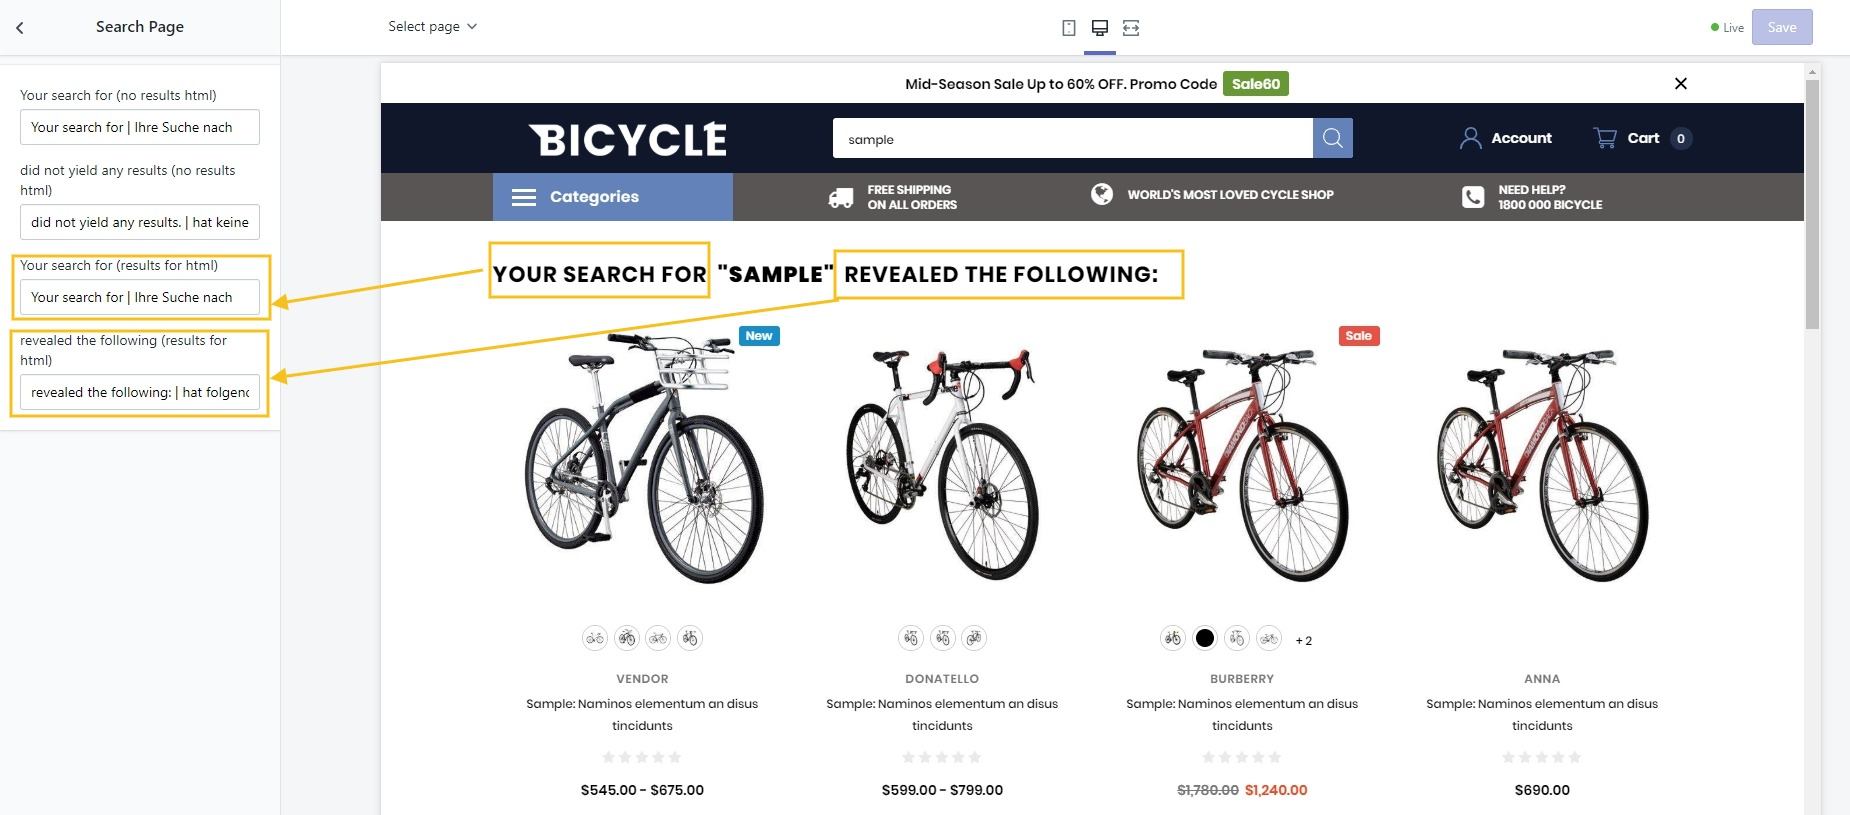 Search Page
Select page
Live
Save
Your search for (no results html)
Your search for | Ihre Suche nach
did not yield any results (no results
html)
did not yield any results. | hat keine
Your search for (results for html)
Your search for | Ihre Suche nach
revealed the following (results for
html)
revealed the following: | hat folgenc
Mid-Season Sale Up to 60% OFF. Promo Code Sale60
BICYCLE
sample
Account
Cart 0
Categories
FREE SHIPPING
ON ALL ORDERS
WORLD'S MOST LOVED CYCLE SHOP
NEED HELP?
1800 000 BICYCLE
YOUR SEARCH FOR "SAMPLE" REVEALED THE FOLLOWING:
New
Sale
+ 2
VENDOR
Sample: Naminos elementum an disus
tincidunts
$545.00 - $675.00
DONATELLO
Sample: Naminos elementum an disus
tincidunts
$599.00 - $799.00
BURBERRY
Sample: Naminos elementum an disus
tincidunts
$1,780.00 $1,240.00
ANNA
Sample: Naminos elementum an disus
tincidunts
$690.00